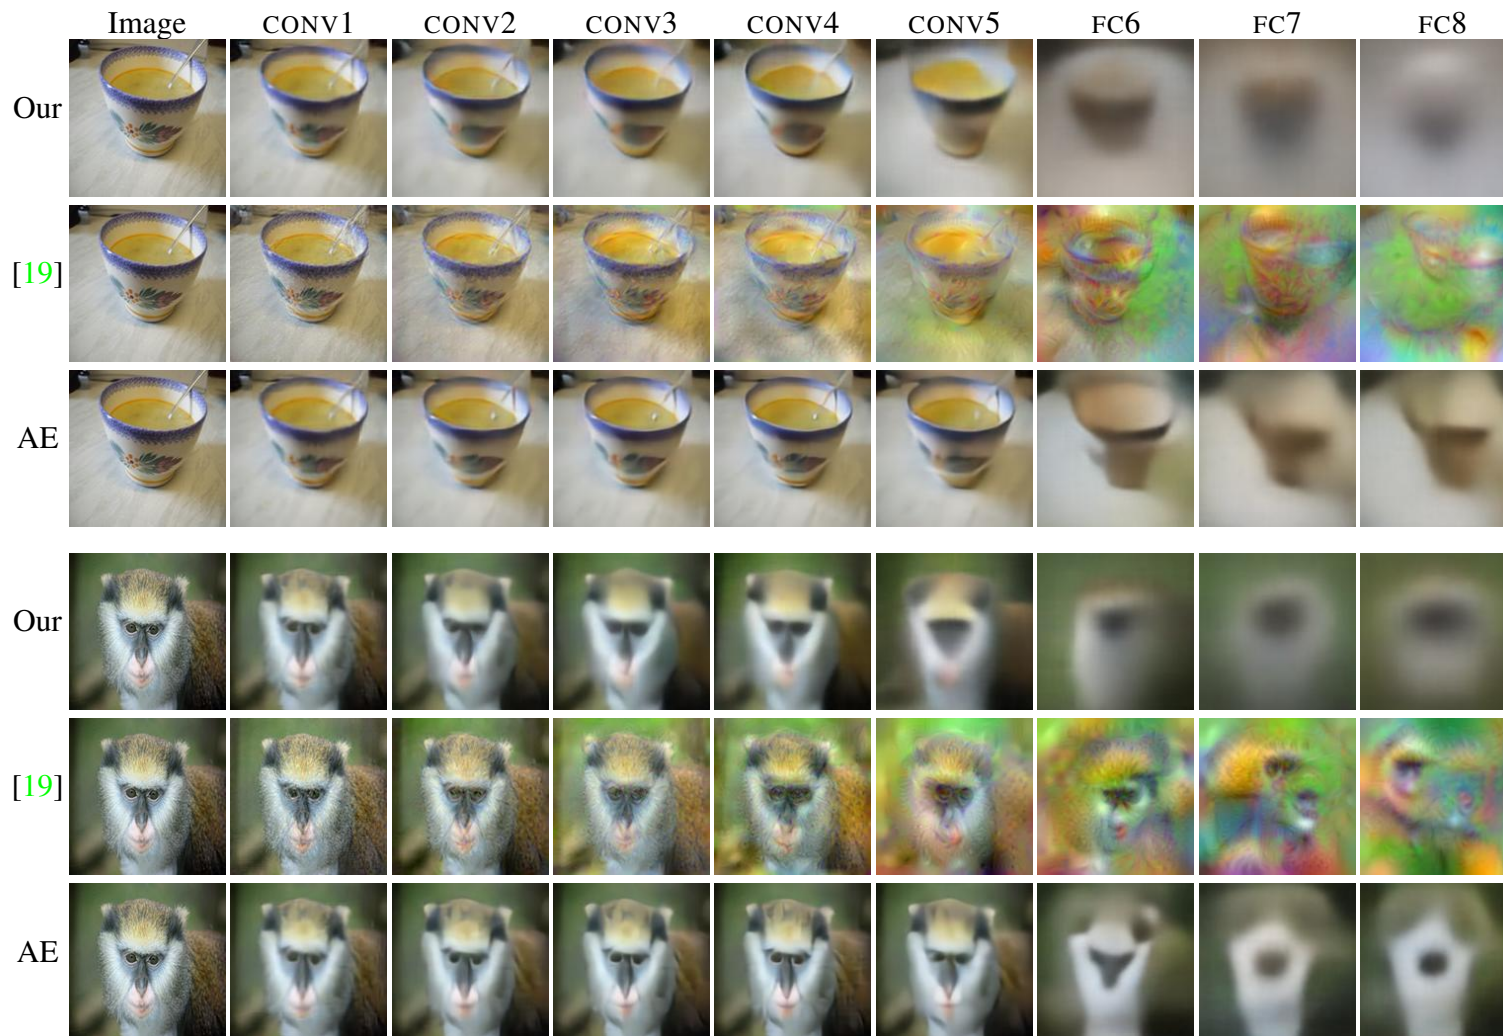 Image CONV1 CONV2 CONV3 CONV4 CONV5 FC6 FC7 FC8
Our
[19]
AE
Our
[19]
AE